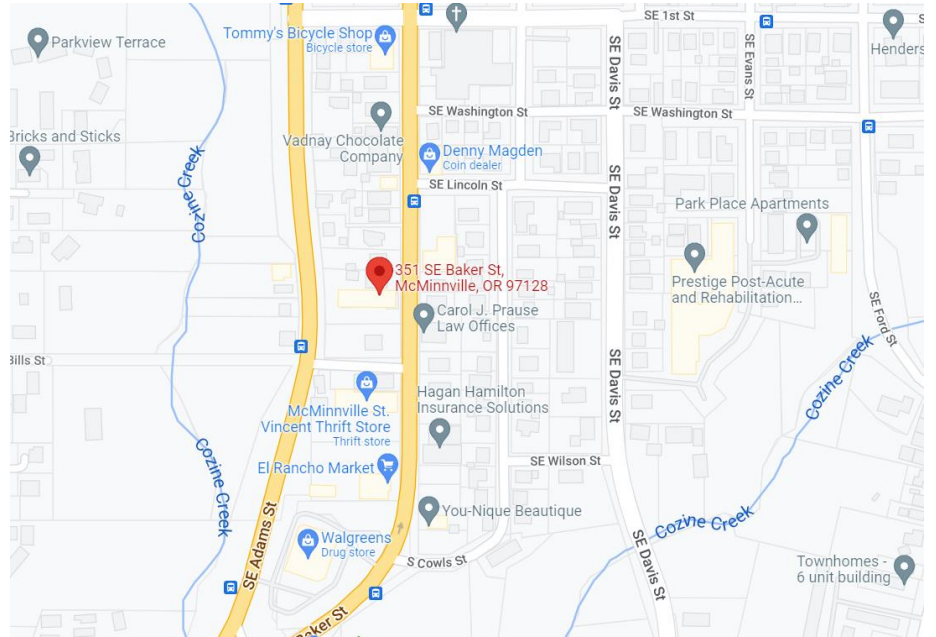 SE 1st St
Parkview Terrace
Tommy's Bicycle Shop
Bicycle store
SE Davis St
SE Evans St
Henders
SE Washington St
SE Washington St
Bricks and Sticks
Vadnay Chocolate
Company
Denny Magden
Coin dealer
Cozine Creek
SE Lincoln St
SE Davis St
Park Place Apartments
351 SE Baker St,
McMinnville, OR 97128
Prestige Post-Acute
and Rehabilitation...
Carol J. Prause
Law Offices
SE Ford St
Bills St
SE Davis St
Cozine Creek
McMinnville St.
Vincent Thrift Store
Thrift store
Hagan Hamilton
Insurance Solutions
El Rancho Market
SE Wilson St
Cozine Creek
SE Adams St
You-Nique Beautique
Cozine Creek
Walgreens
Drug store
S Cowls St
SE Davis St
Townhomes -
6 unit building
Baker St